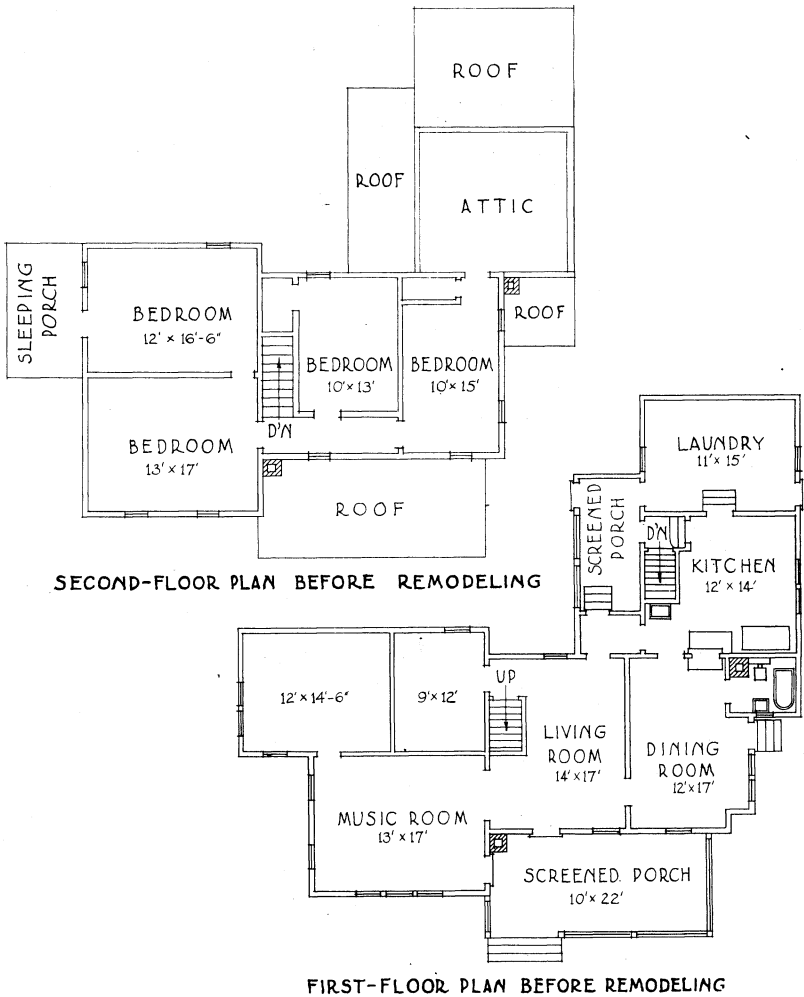 ROOF
ROOF
ATTIC
SLEEPING
PORCH
BEDROOM
12' × 16'-6"
ROOF
BEDROOM
10' × 13'
BEDROOM
10' × 15'
D'N
BEDROOM
13' × 17'
ROOF
SECOND-FLOOR PLAN BEFORE REMODELING
LAUNDRY
11' × 15'
SCREENED
PORCH
D'N
KITCHEN
12' × 14'
12' × 14'-6"
9' × 12'
UP
LIVING
ROOM
14' × 17'
DINING
ROOM
12' × 17'
MUSIC ROOM
13' × 17'
SCREENED. PORCH
10' × 22'
FIRST-FLOOR PLAN BEFORE REMODELING